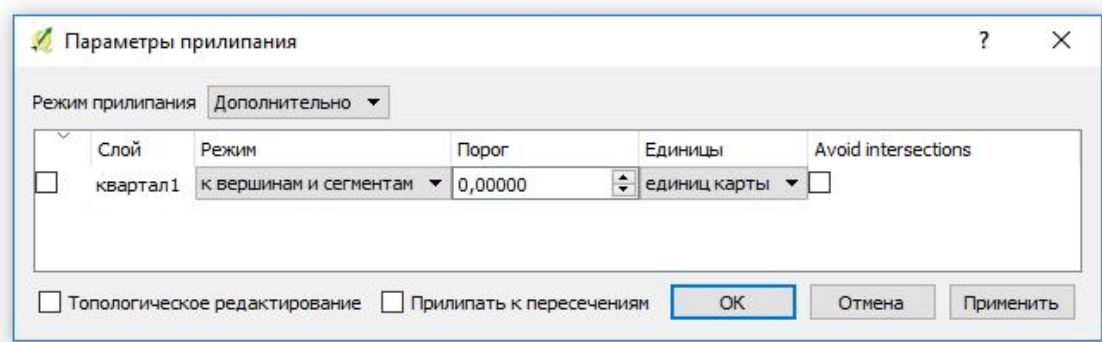 Параметры прилипания ?
Режим прилипания Дополнительно
Слой Режим Порог Единицы Avoid intersections
квартал1 к вершинам и сегментам 0,00000 единиц карты
Топологическое редактирование Прилипать к пересечениям ОК Отмена Применить